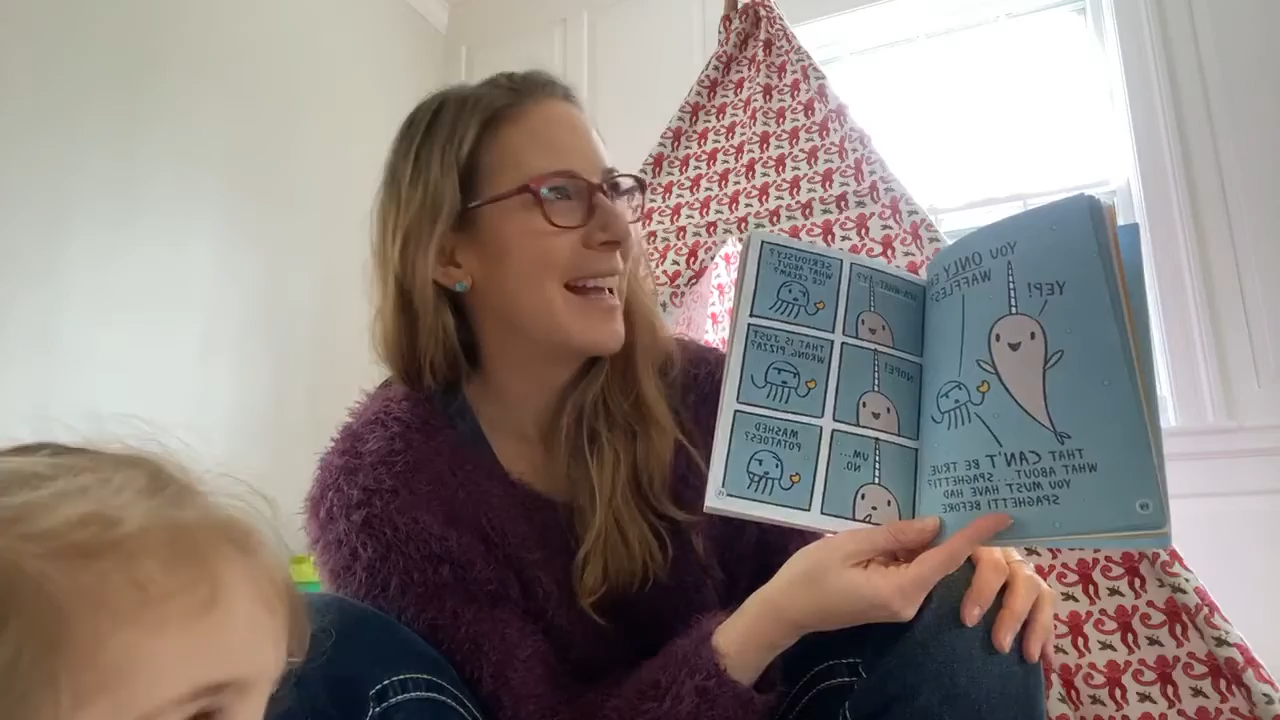 YOU ONLY
WAFFLES?
YEP!
THAT CAN'T BE TRUE.
WHAT ABOUT... SPAGHETTI?
YOU MUST HAVE HAD
SPAGHETTI BEFORE
SERIOUSLY?
WHAT ABOUT...
ICE CREAM?
NOPE!
THAT IS JUST
WRONG. PIZZA?
UM...
NO.
MASHED
POTATOES?